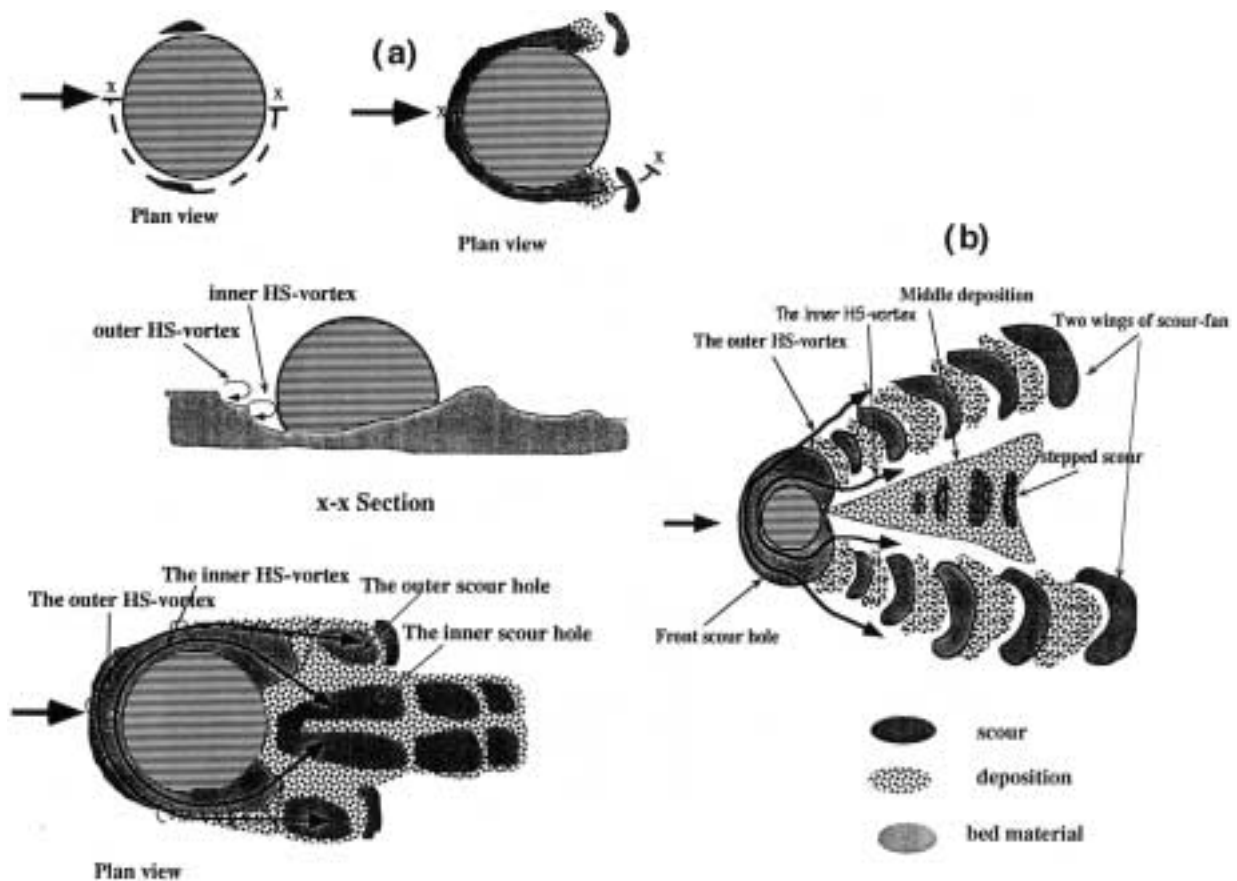 (a)
x
x
x
x
Plan view
Plan view
(b)
inner HS-vortex
outer HS-vortex
Middle deposition
The Inner HS-vortex
Two wings of scour-fan
The outer HS-vortex
stepped scour
x-x Section
The inner HS-vortex
The outer HS-vortex
The outer scour hole
The inner scour hole
Front scour hole
scour
deposition
bed material
Plan view